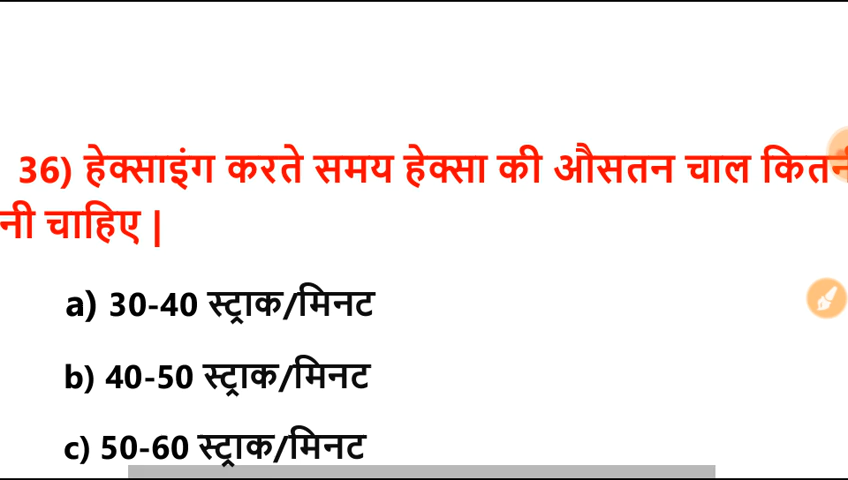 36) हेक्साइंग करते समय हेक्सा की औसतन चाल
नी चाहिए |
a) 30-40 स्ट्राक/मिनट
b) 40-50 स्ट्राक/मिनट
c) 50-60 स्ट्राक/मिनट